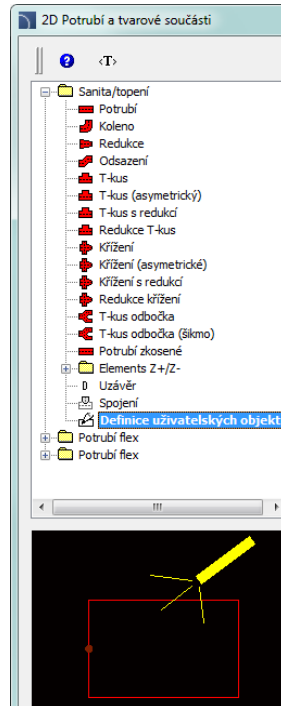 2D Potrubí a tvarové součásti
? <T>
Sanita/topení
Potrubí
Koleno
Redukce
Odsazení
T-kus
T-kus (asymetrický)
T-kus s redukcí
Redukce T-kus
Křížení
Křížení (asymetrické)
Křížení s redukcí
Redukce křížení
T-kus odbočka
T-kus odbočka (šikmo)
Potrubí zkosené
Elements Z+/Z-
D Uzávěr
Spojení
Definice uživatelských objekt
Potrubí flex
Potrubí flex